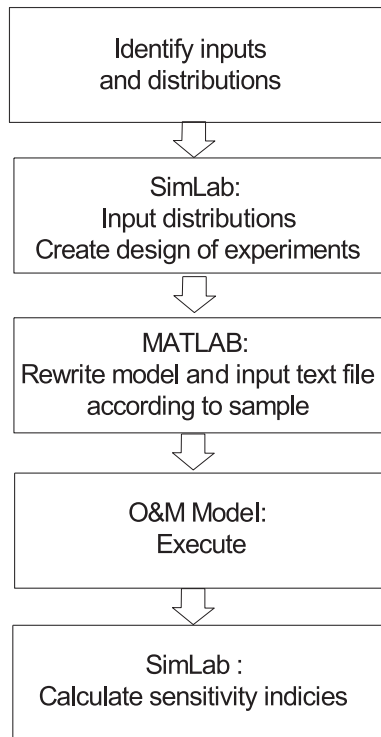 Identify inputs
and distributions
SimLab:
Input distributions
Create design of experiments
MATLAB:
Rewrite model and input text file
according to sample
O&M Model:
Execute
SimLab :
Calculate sensitivity indicies